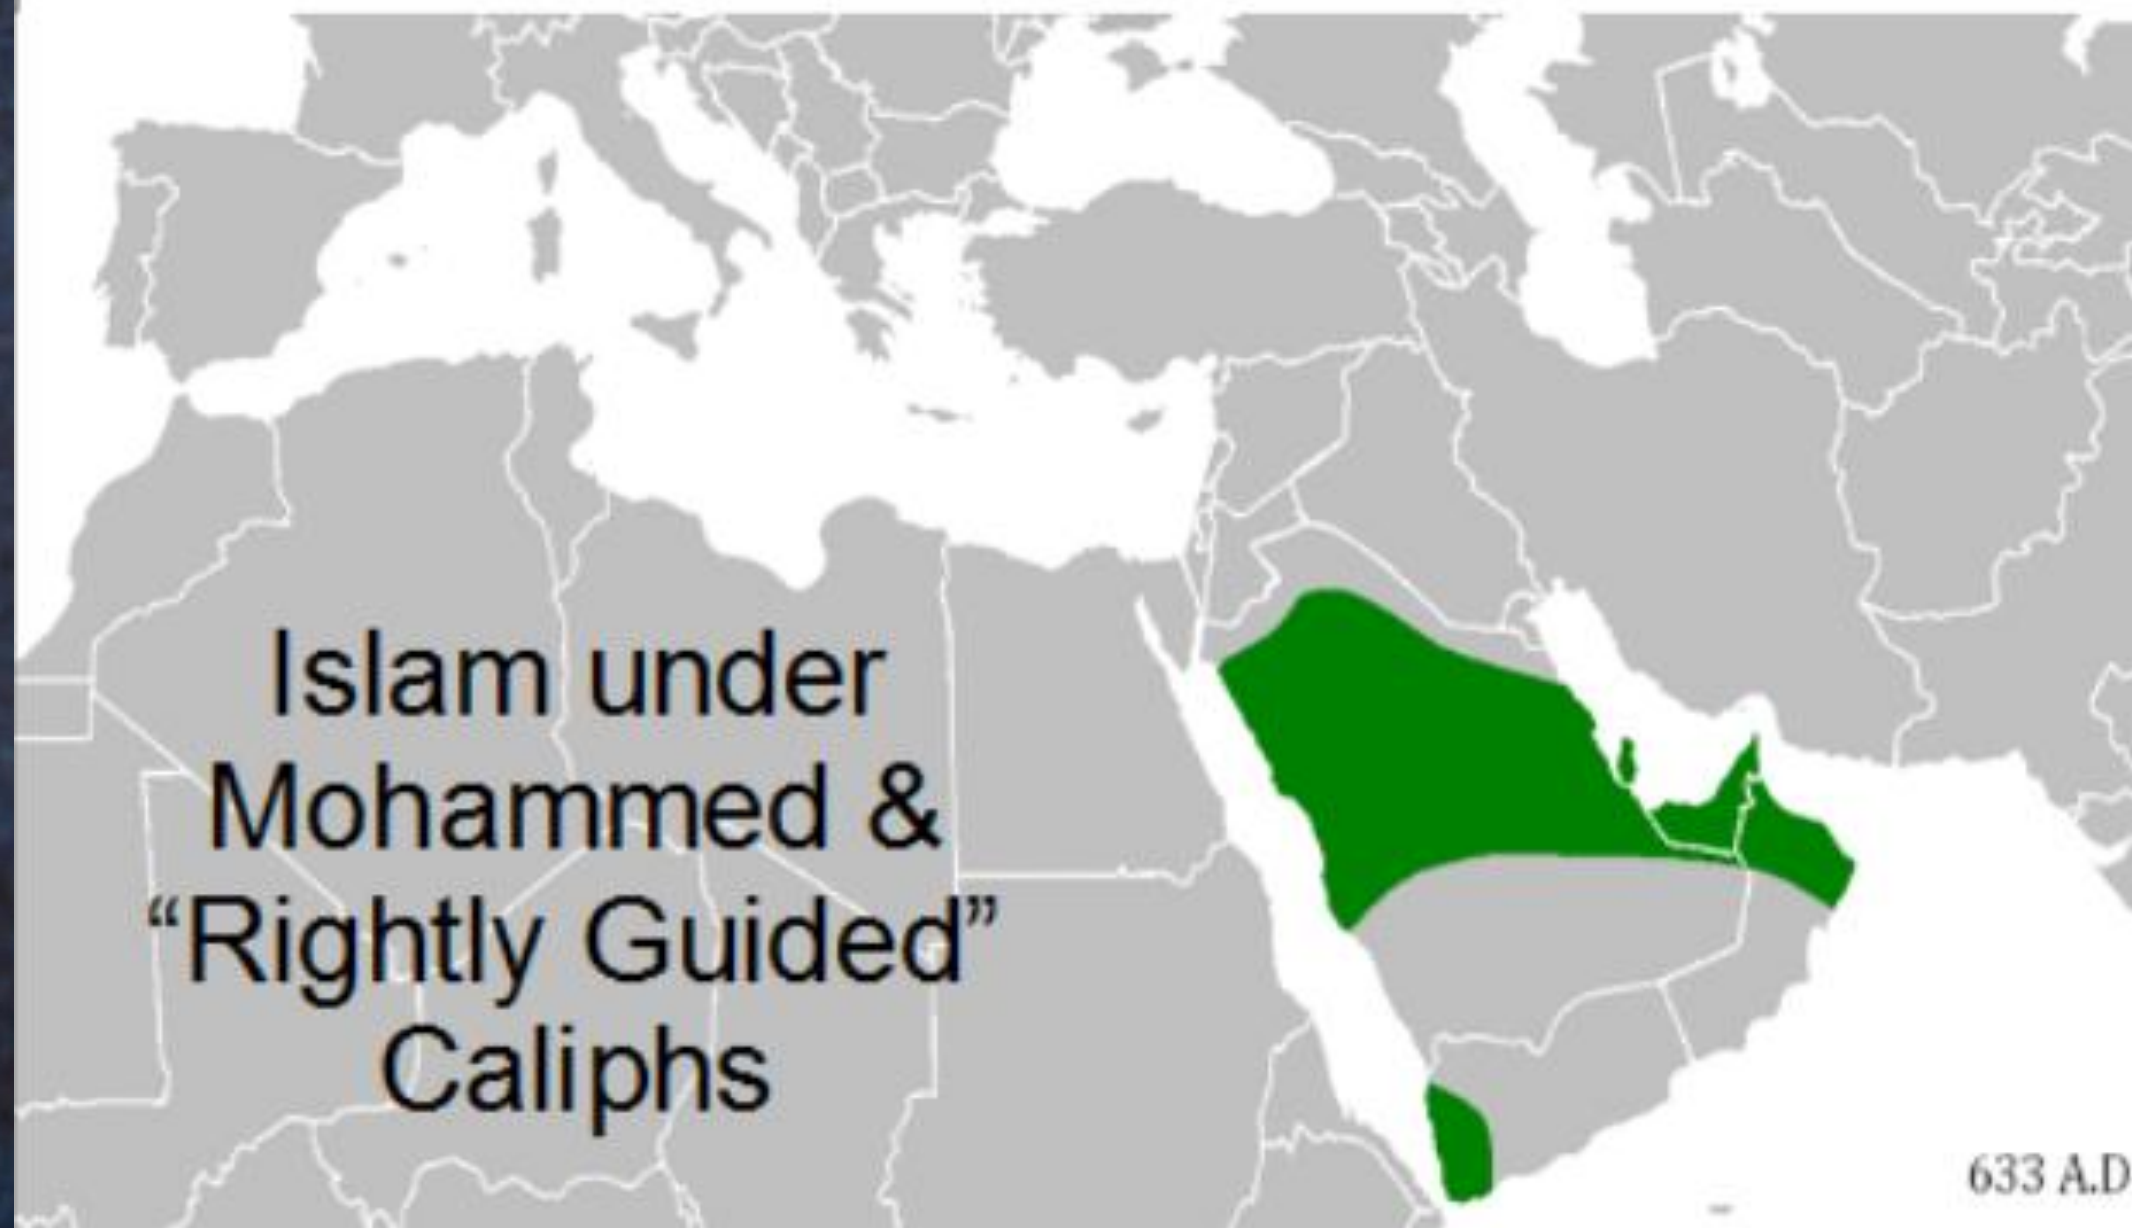 Islam under
Mohammed &
“Rightly Guided”
Caliphs
633 A.D